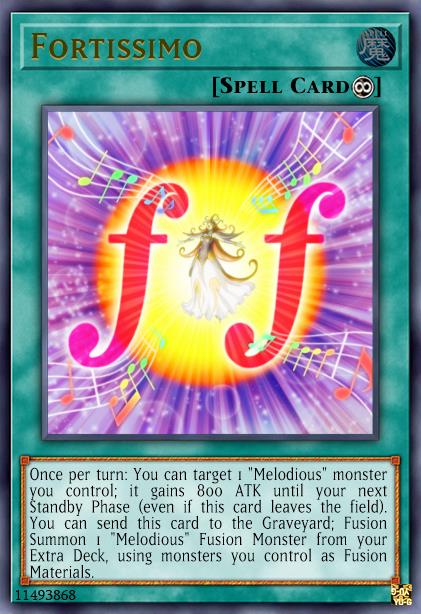 Fortissimo
魔
[Spell Card]
f f
Once per turn: You can target 1 "Melodious" monster
you control; it gains 800 ATK until your next
Standby Phase (even if this card leaves the field).
You can send this card to the Graveyard; Fusion
Summon 1 "Melodious" Fusion Monster from your
Extra Deck, using monsters you control as Fusion
Materials.
11493868